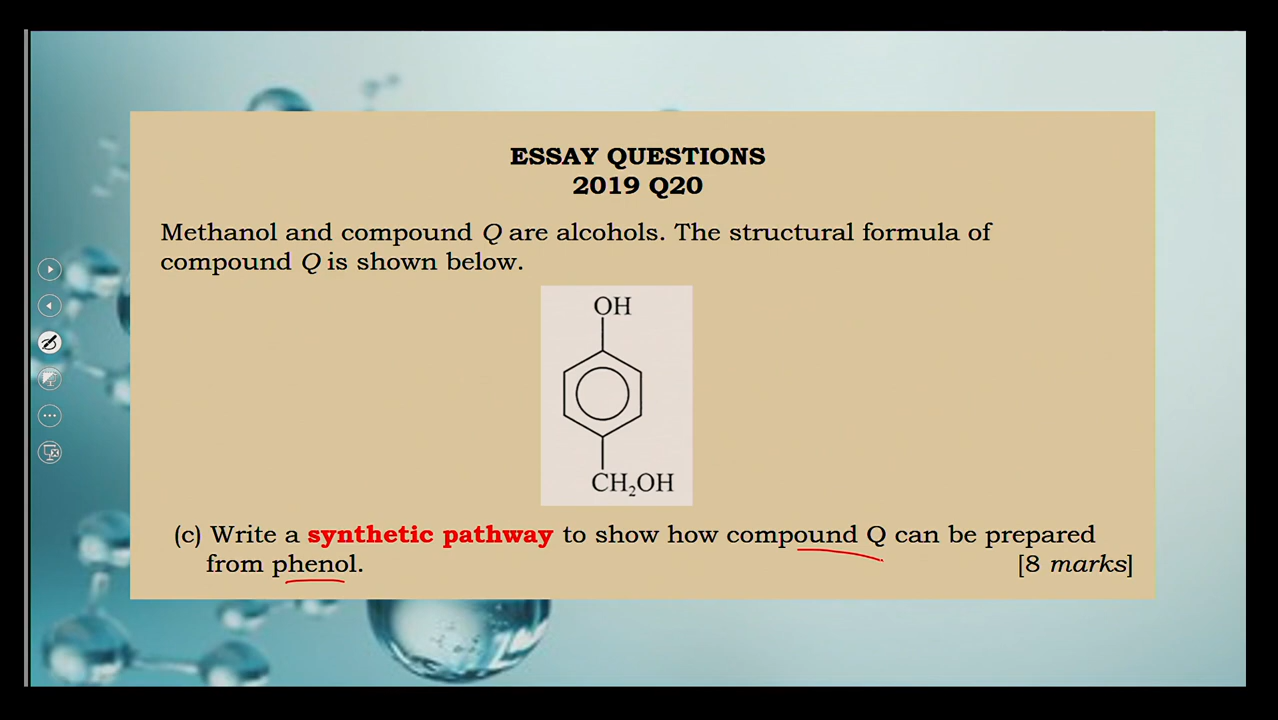 ESSAY QUESTIONS
2019 Q20
Methanol and compound Q are alcohols. The structural formula of
compound Q is shown below.
OH
CH₂OH
(c) Write a synthetic pathway to show how compound Q can be prepared
from phenol. [8 marks]